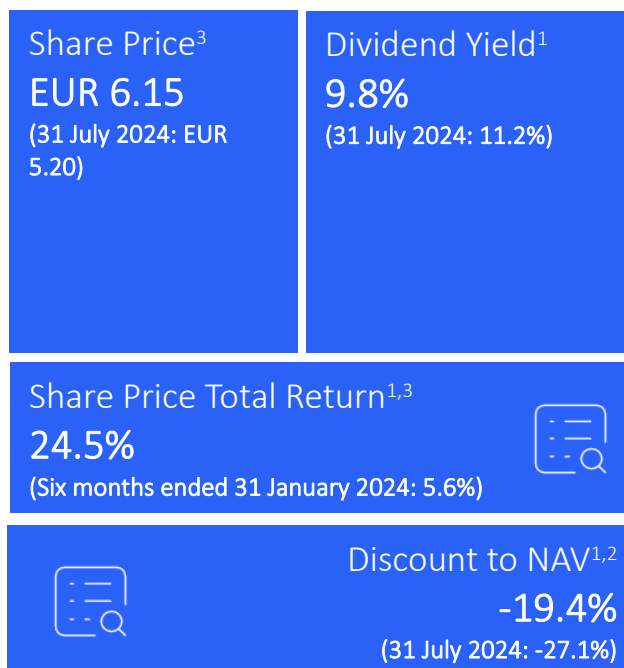 Share Price³
EUR 6.15
(31 July 2024: EUR
5.20)
Dividend Yield¹
9.8%
(31 July 2024: 11.2%)
Share Price Total Return¹,³
24.5%
(Six months ended 31 January 2024: 5.6%)
Discount to NAV¹,²
-19.4%
(31 July 2024: -27.1%)